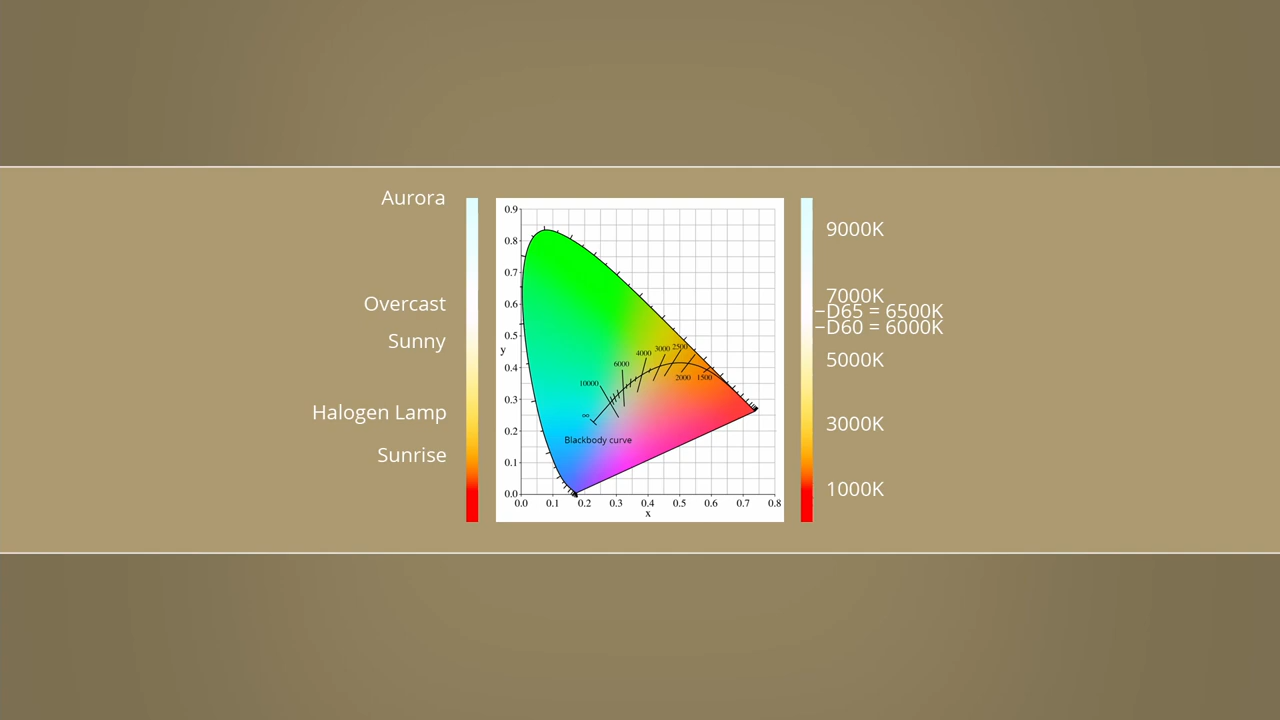 Aurora
Overcast
Sunny
Halogen Lamp
Sunrise
0.9
0.8
0.7
0.6
0.5
y
0.4
0.3
0.2
0.1
0.0
0.0 0.1 0.2 0.3 0.4 0.5 0.6 0.7 0.8
x
∞ 10000 6000 4000 3000 2500 2000 1500
Blackbody curve
9000K
7000K
–D65 = 6500K
–D60 = 6000K
5000K
3000K
1000K